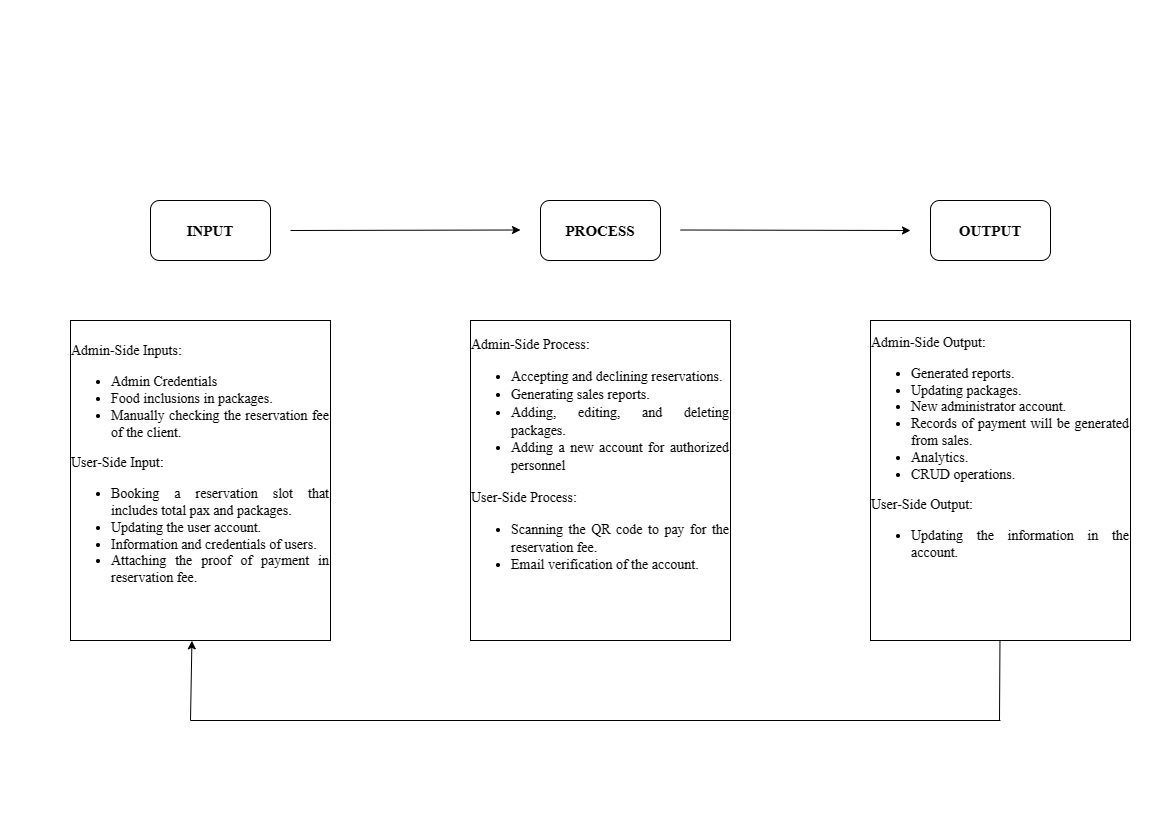 INPUT
PROCESS
OUTPUT
Admin-Side Inputs:
• Admin Credentials
• Food inclusions in packages.
• Manually checking the reservation fee
of the client.
User-Side Input:
• Booking a reservation slot that
includes total pax and packages.
• Updating the user account.
• Information and credentials of users.
• Attaching the proof of payment in
reservation fee.
Admin-Side Process:
• Accepting and declining reservations.
• Generating sales reports.
• Adding, editing, and deleting
packages.
• Adding a new account for authorized
personnel
User-Side Process:
• Scanning the QR code to pay for the
reservation fee.
• Email verification of the account.
Admin-Side Output:
• Generated reports.
• Updating packages.
• New administrator account.
• Records of payment will be generated
from sales.
• Analytics.
• CRUD operations.
User-Side Output:
• Updating the information in the
account.